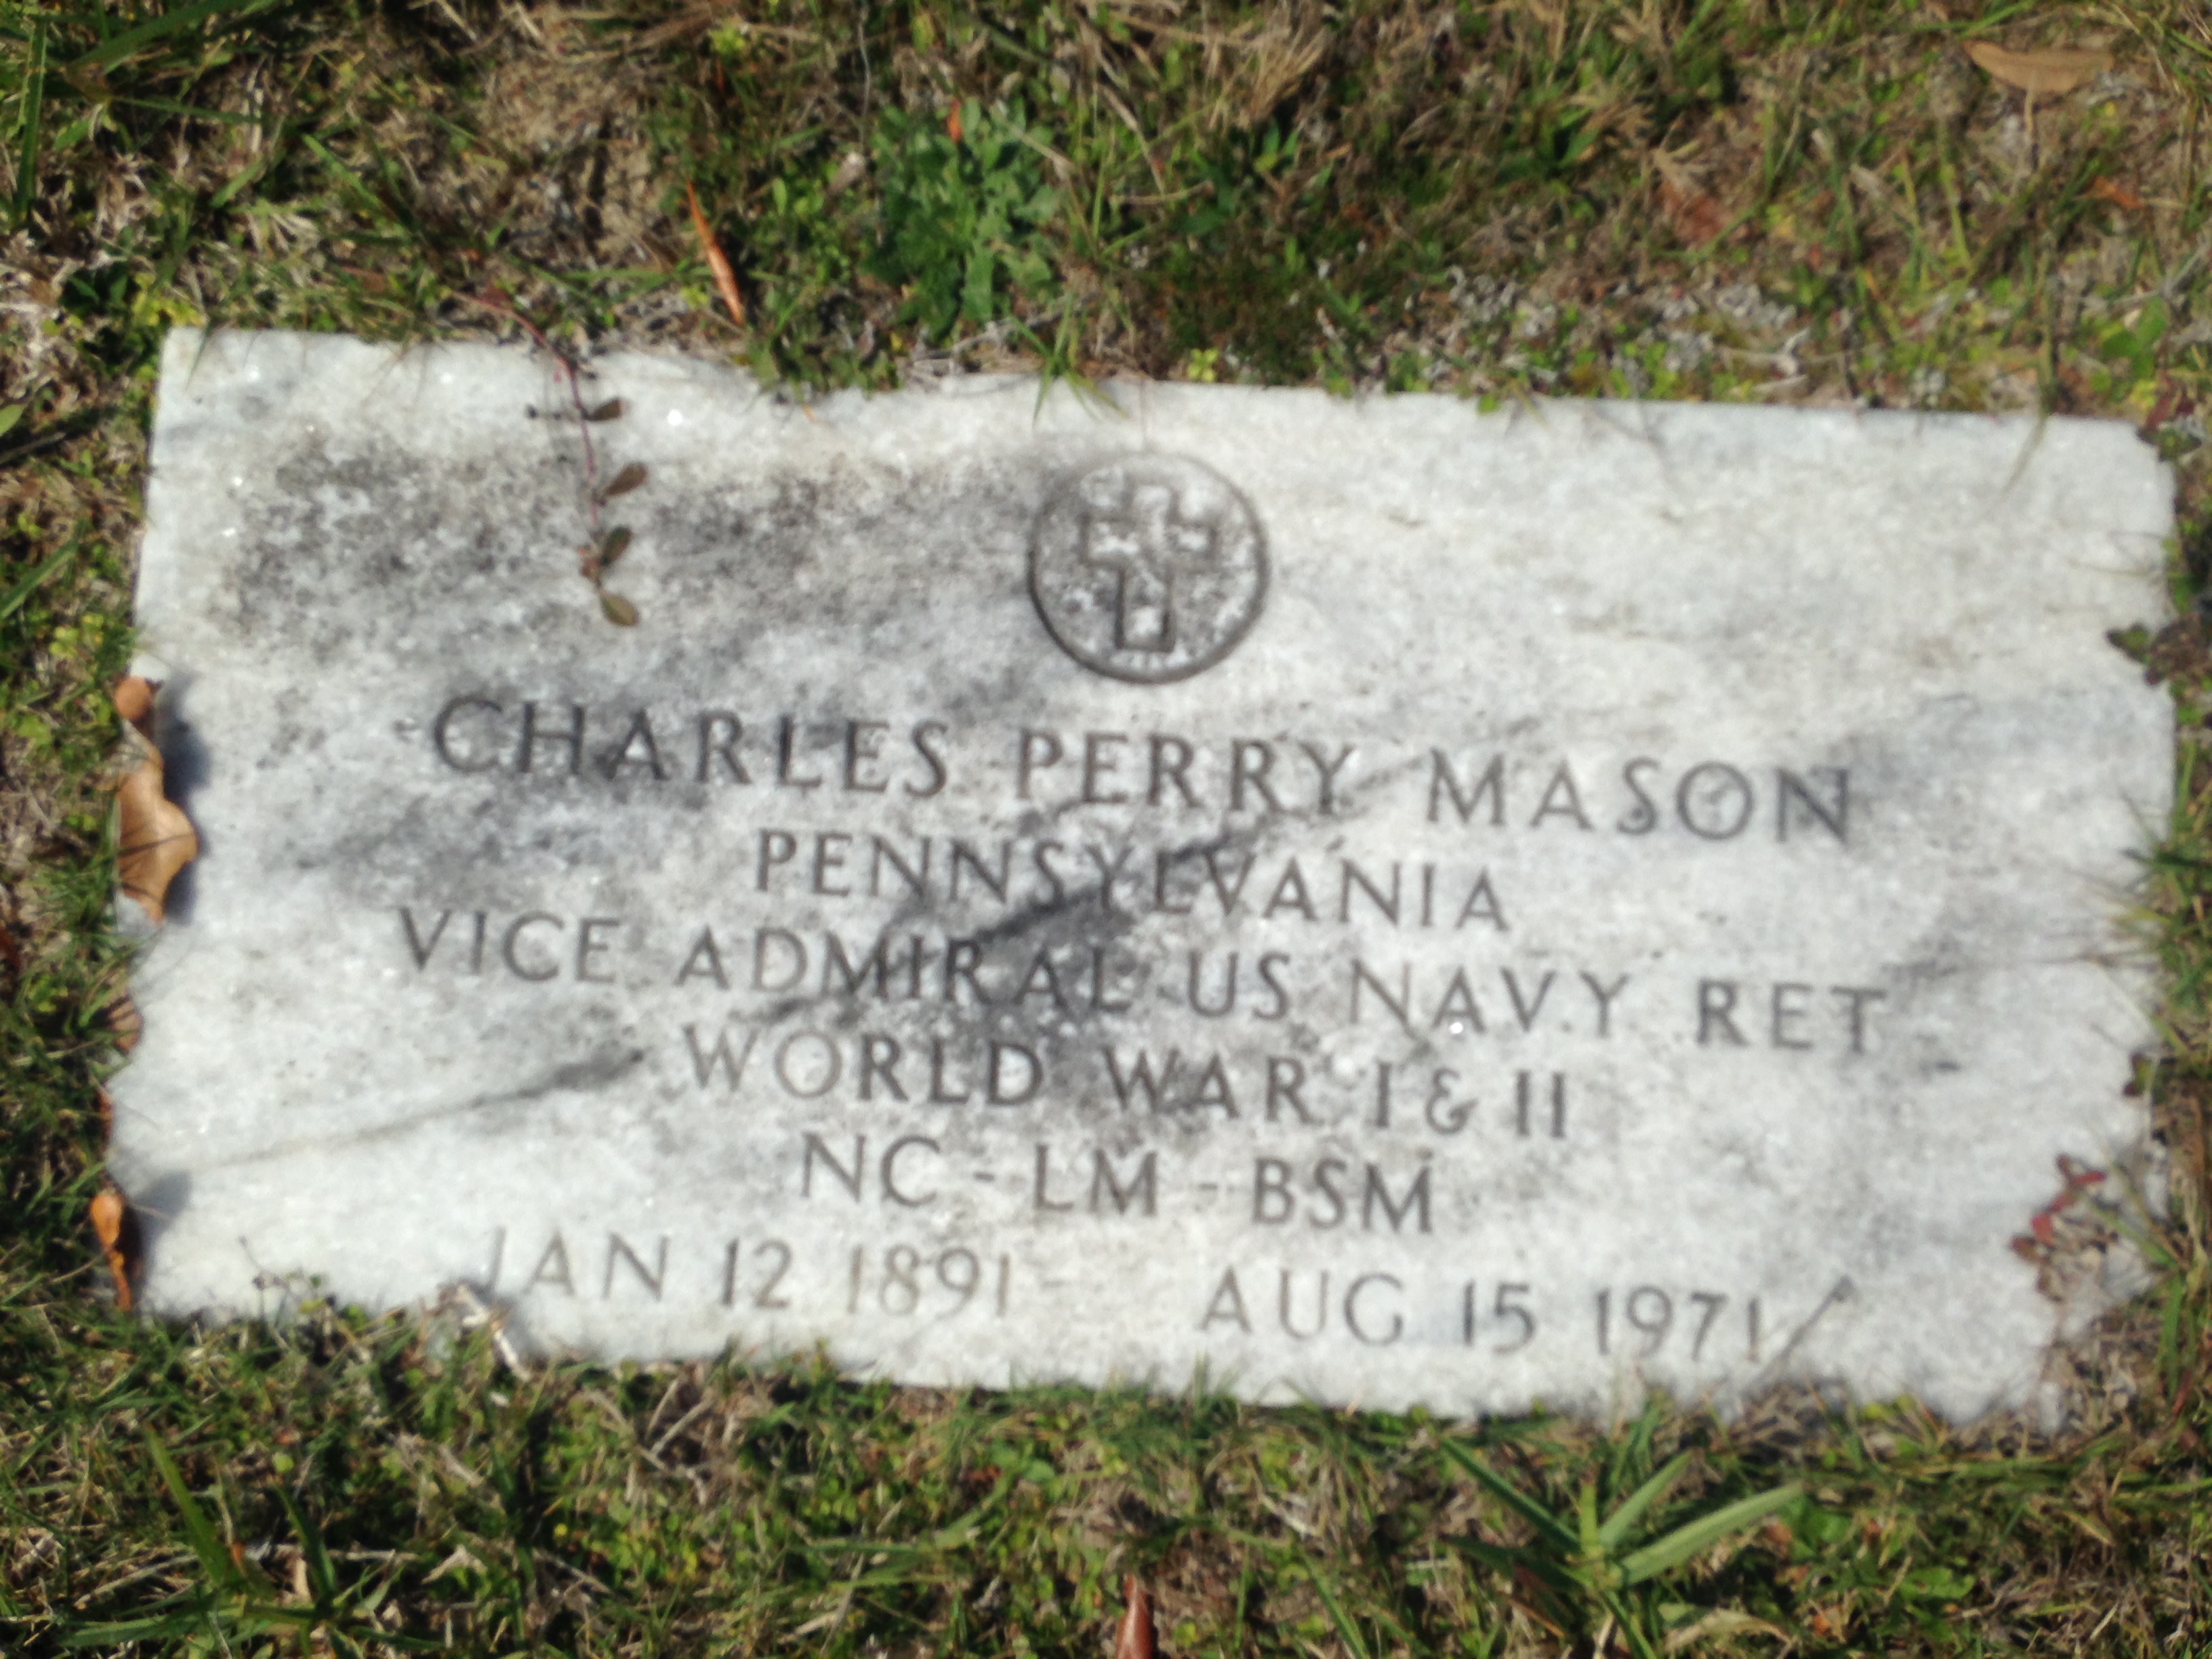 CHARLES PERRY MASON
PENNSYLVANIA
VICE ADMIRAL US NAVY RET
WORLD WAR I & II
NC - LM - BSM
JAN 12 1891 AUG 15 1971